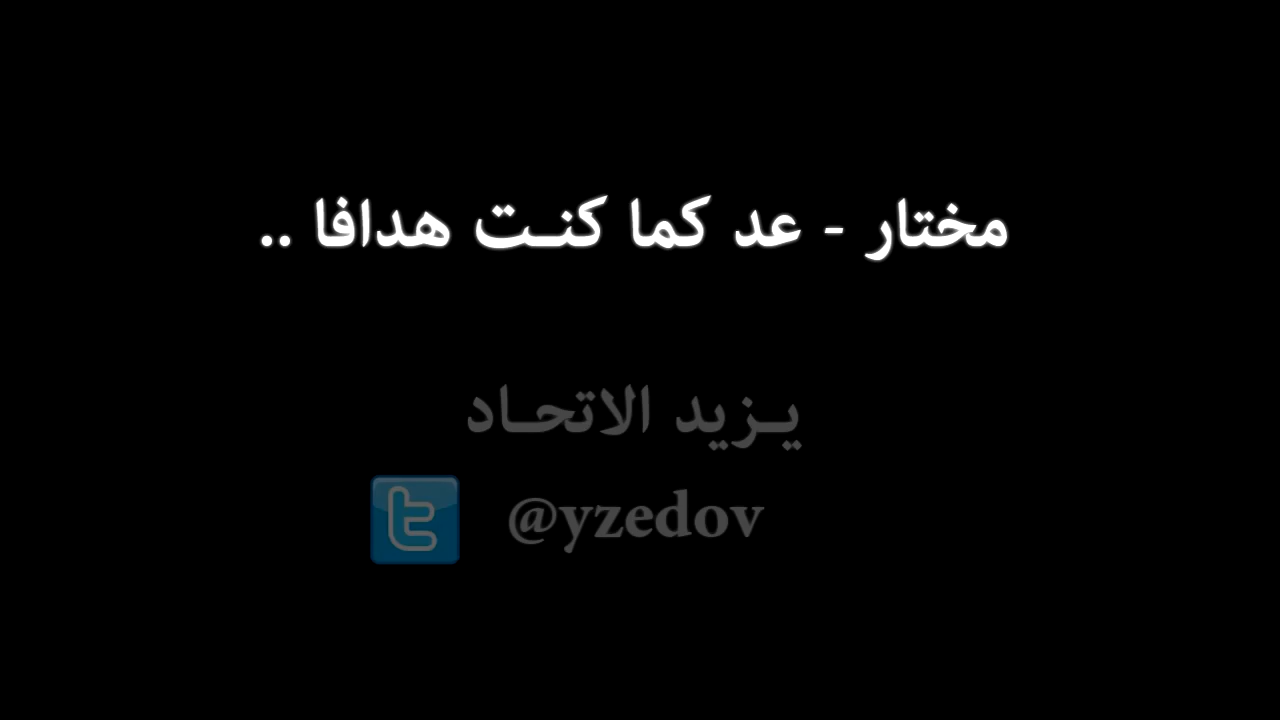 مختار - عد كما كنـت هدافا ..
يـزيد الاتحـاد
@yzedov